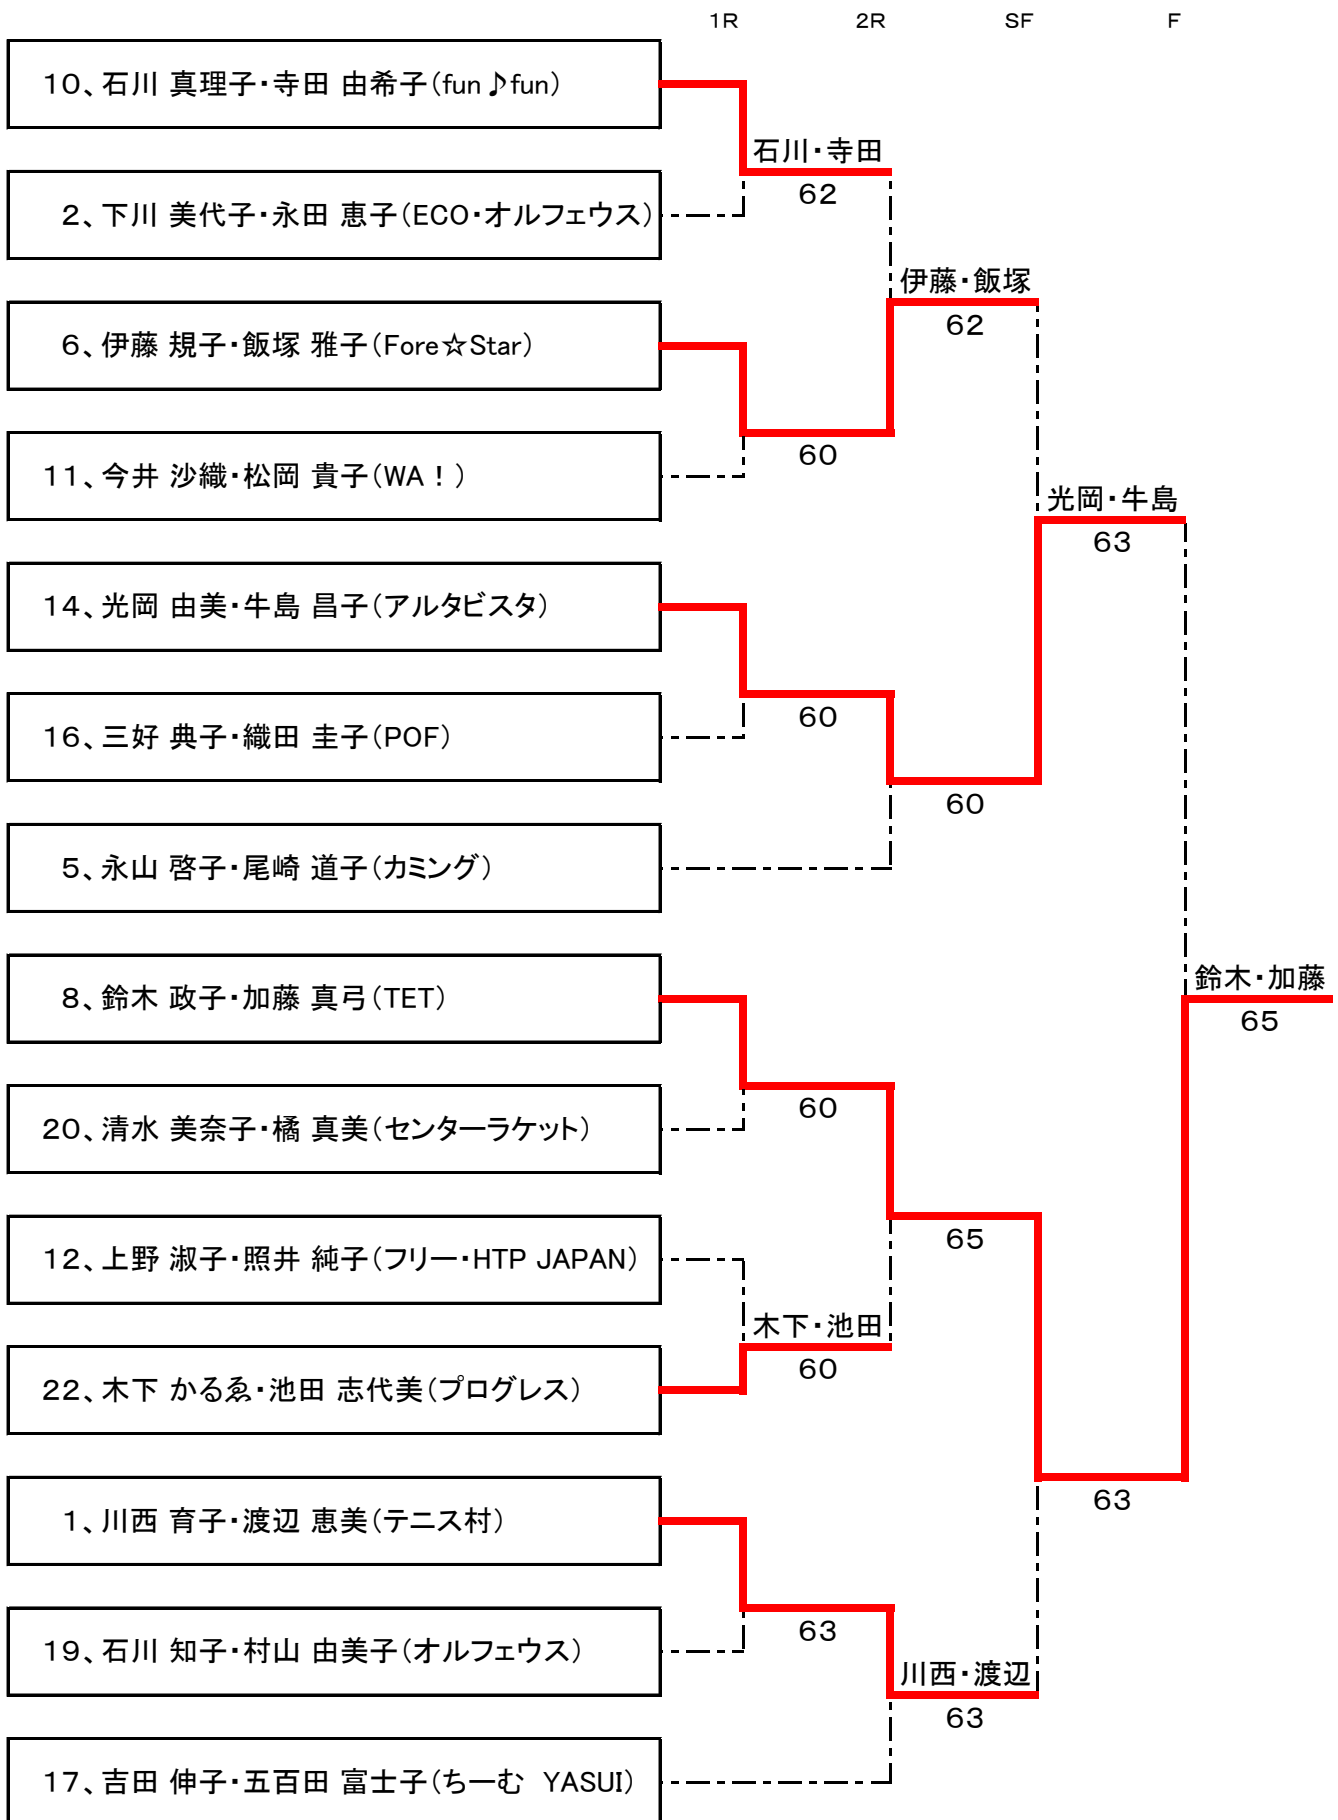 1R 2R SF F
10、石川 真理子・寺田 由希子(fun♪fun)
石川・寺田
62
2、下川 美代子・永田 恵子(ECO・オルフェウス)
伊藤・飯塚
62
6、伊藤 規子・飯塚 雅子(Fore☆Star)
60
11、今井 沙織・松岡 貴子(WA！)
光岡・牛島
63
14、光岡 由美・牛島 昌子(アルタビスタ)
60
16、三好 典子・織田 圭子(POF)
60
5、永山 啓子・尾崎 道子(カミング)
8、鈴木 政子・加藤 真弓(TET)
鈴木・加藤
65
60
20、清水 美奈子・橘 真美(センターラケット)
65
12、上野 淑子・照井 純子(フリー・HTP JAPAN)
木下・池田
60
22、木下 かるゑ・池田 志代美(プログレス)
63
1、川西 育子・渡辺 恵美(テニス村)
63
19、石川 知子・村山 由美子(オルフェウス)
川西・渡辺
63
17、吉田 伸子・五百田 富士子(ちーむ　YASUI)